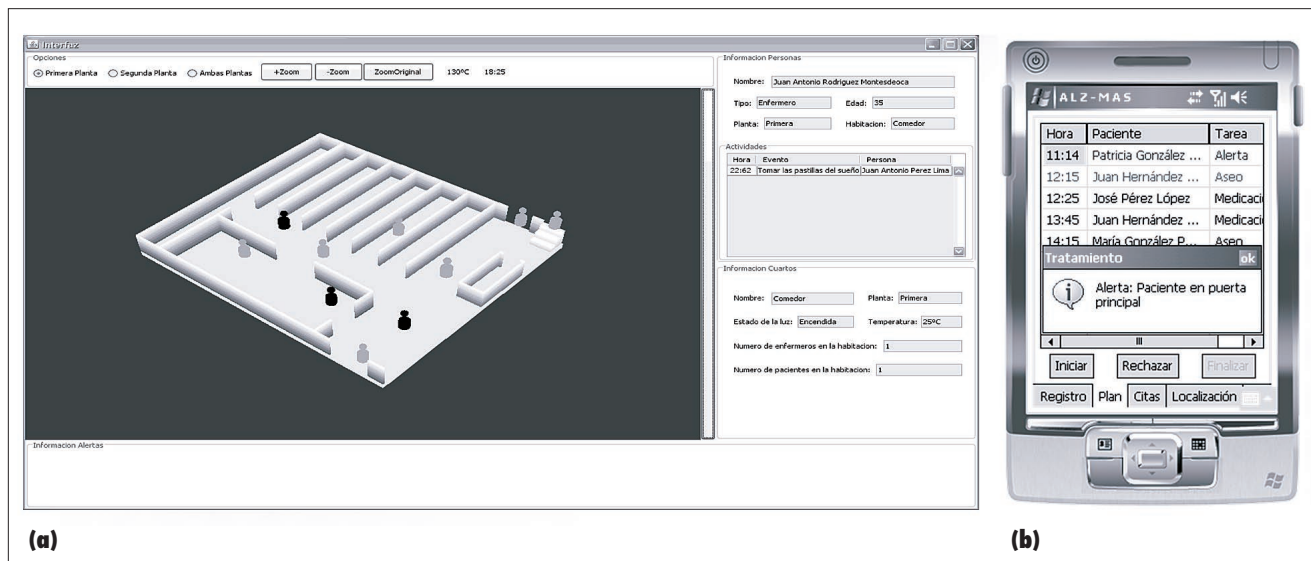 Interfaz
Opciones
Primera Planta Segunda Planta Ambas Plantas +Zoom -Zoom ZoomOriginal 130ºC 18:25
Informacion Personas
Nombre: Juan Antonio Rodriguez Montesdeoca
Tipo: Enfermero Edad: 35
Planta: Primera Habitacion: Comedor
Actividades
Hora Evento Persona
22:62 Tomar las pastillas del sueño Juan Antonio Perez Lima
Informacion Cuartos
Nombre: Comedor Planta: Primera
Estado de la luz: Encendida Temperatura: 25ºC
Numero de enfermeros en la habitacion: 1
Numero de pacientes en la habitacion: 1
Informacion Alertas
(a)
ALZ-MAS
Hora Paciente Tarea
11:14 Patricia González ... Alerta
12:15 Juan Hernández ... Aseo
12:25 José Pérez López Medicaci
13:45 Juan Hernández ... Medicaci
14:15 María González P... Aseo
Tratamiento ok
Alerta: Paciente en puerta
principal
Iniciar Rechazar Finalizar
Registro Plan Citas Localización
(b)